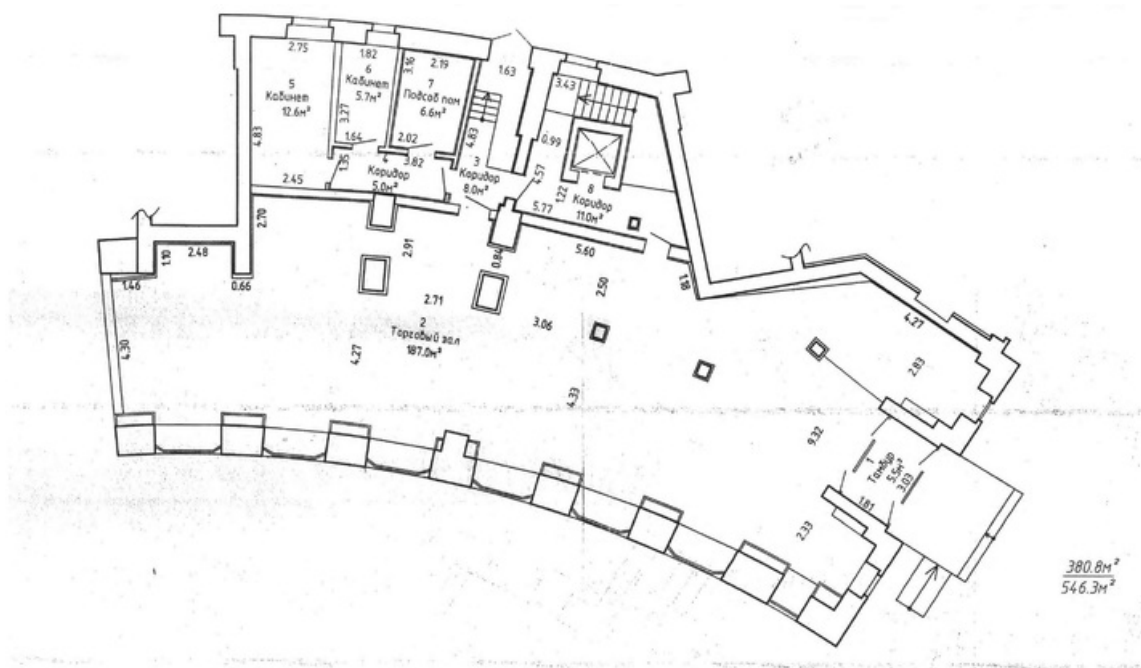 2.75
1.82
3.16
2.19
1.63
3.43
5
Кабинет
12.6м²
6
Кабинет
5.7м²
7
Подсоб пом
6.6м²
3.27
4.83
1.64
2.02
3.82
4.83
0.99
4.57
1.22
1.35
4
Коридор
5.0м²
3
Коридор
8.0м²
8
Коридор
11.0м²
2.45
5.77
2.70
5.60
2.91
0.84
2.50
1.18
1.10
2.48
1.46
0.66
2.71
3.06
4.27
2.83
2
Торговый зал
187.0м²
4.30
4.27
4.33
9.32
1
Тамбур
5.5м²
3.03
1.81
2.33
380.8м²
546.3м²